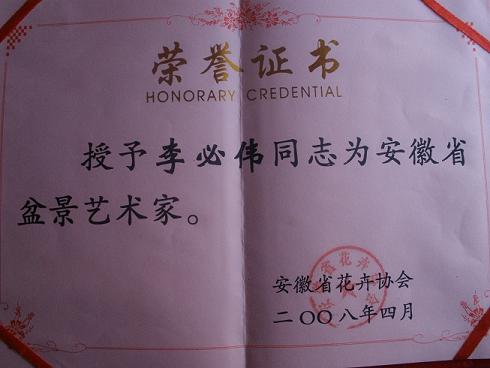 荣誉证书
HONORARY CREDENTIAL
授予李必伟同志为安徽省
盆景艺术家。
安徽省花卉协会
二〇〇八年四月